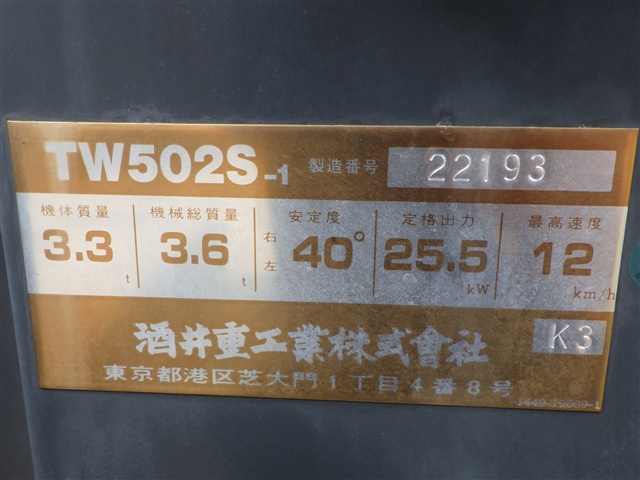 TW502S-1 製造番号 22193
機体質量 機械総質量 安定度 定格出力 最高速度
3.3 t 3.6 t 右左 40° 25.5 kW 12 km/h
酒井重工業株式會社 K3
東京都港区芝大門1丁目4番8号
1449-19009-1